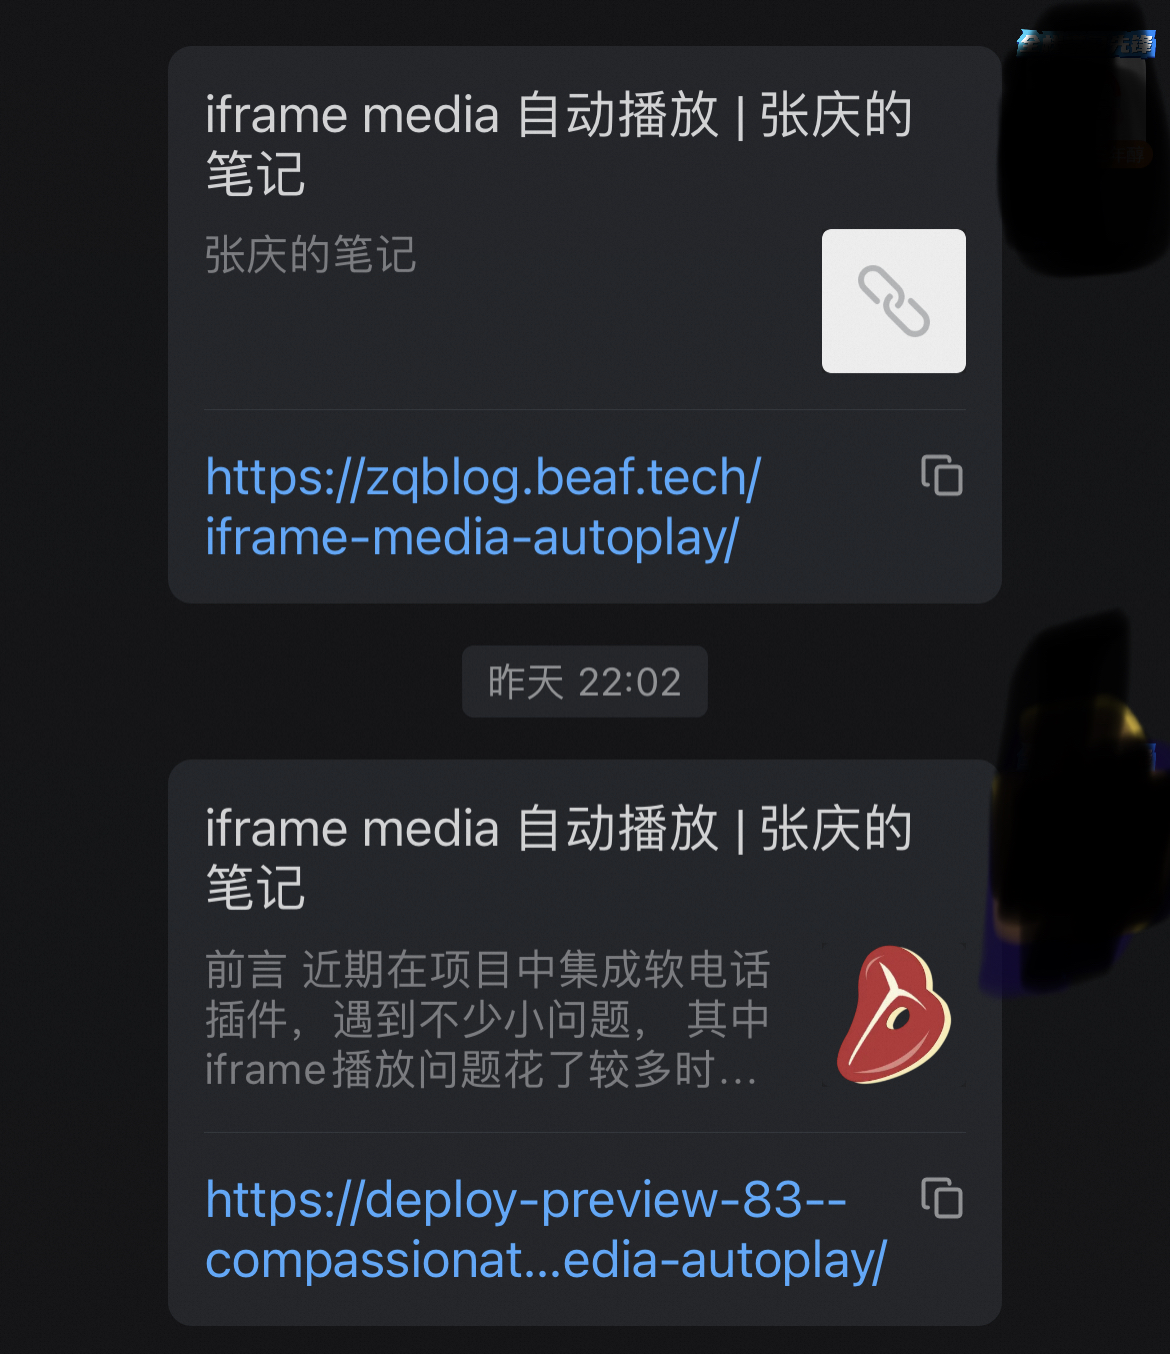 iframe media 自动播放 | 张庆的
笔记
张庆的笔记
https://zqblog.beaf.tech/
iframe-media-autoplay/
昨天 22:02
iframe media 自动播放 | 张庆的
笔记
前言 近期在项目中集成软电话
插件，遇到不少小问题， 其中
iframe播放问题花了较多时...
https://deploy-preview-83--
compassionat...edia-autoplay/